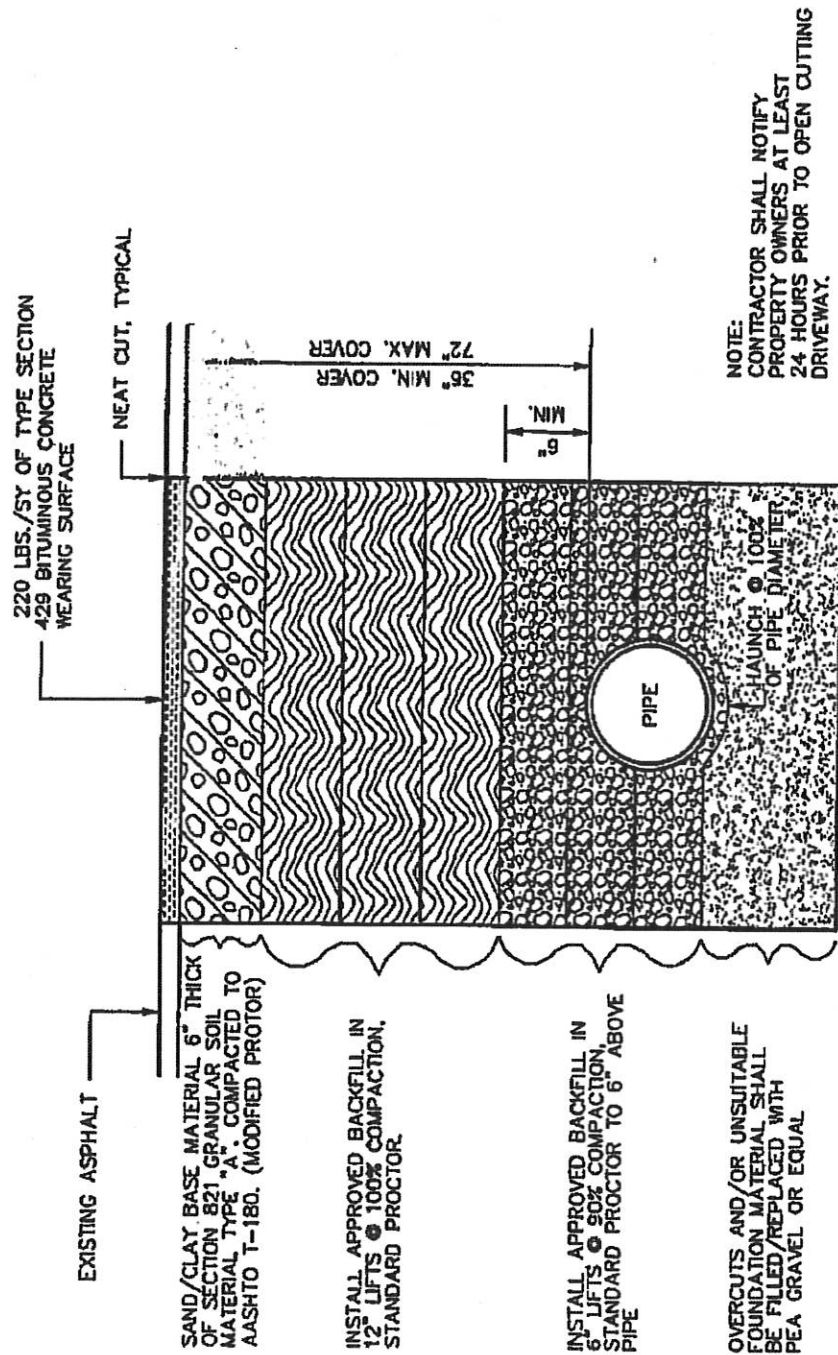 220 LBS./SY OF TYPE SECTION
429 BITUMINOUS CONCRETE
WEARING SURFACE
EXISTING ASPHALT
NEAT CUT, TYPICAL
SAND/CLAY BASE MATERIAL 6" THICK
OF SECTION 821 GRANULAR SOIL
MATERIAL TYPE "A", COMPACTED TO
AASHTO T-180. (MODIFIED PROTOR)
36" MIN. COVER
72" MAX. COVER
INSTALL APPROVED BACKFILL IN
12" LIFTS @ 100% COMPACTION,
STANDARD PROCTOR.
6"
MIN.
INSTALL APPROVED BACKFILL IN
6" LIFTS @ 90% COMPACTION,
STANDARD PROCTOR TO 6" ABOVE
PIPE
PIPE
HAUNCH @ 100%
OF PIPE DIAMETER
OVERCUTS AND/OR UNSUITABLE
FOUNDATION MATERIAL SHALL
BE FILLED/REPLACED WITH
PEA GRAVEL OR EQUAL
NOTE:
CONTRACTOR SHALL NOTIFY
PROPERTY OWNERS AT LEAST
24 HOURS PRIOR TO OPEN CUTTING
DRIVEWAY.